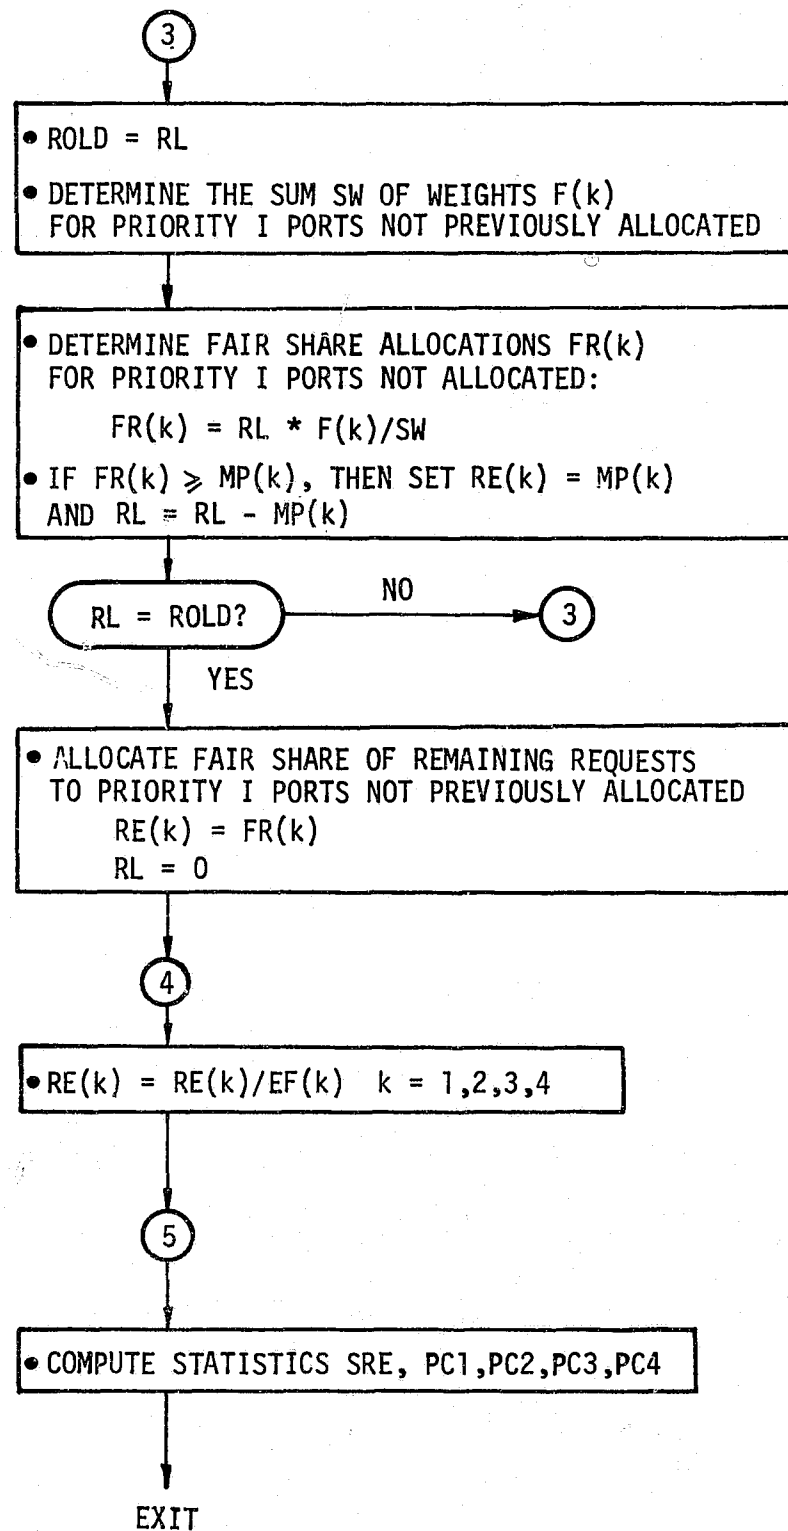 3
• ROLD = RL
• DETERMINE THE SUM SW OF WEIGHTS F(k)
FOR PRIORITY I PORTS NOT PREVIOUSLY ALLOCATED
• DETERMINE FAIR SHARE ALLOCATIONS FR(k)
FOR PRIORITY I PORTS NOT ALLOCATED:
FR(k) = RL * F(k)/SW
• IF FR(k) ⩾ MP(k), THEN SET RE(k) = MP(k)
AND RL = RL - MP(k)
RL = ROLD?
NO
3
YES
• ALLOCATE FAIR SHARE OF REMAINING REQUESTS
TO PRIORITY I PORTS NOT PREVIOUSLY ALLOCATED
RE(k) = FR(k)
RL = 0
4
• RE(k) = RE(k)/EF(k) k = 1,2,3,4
5
• COMPUTE STATISTICS SRE, PC1,PC2,PC3,PC4
EXIT